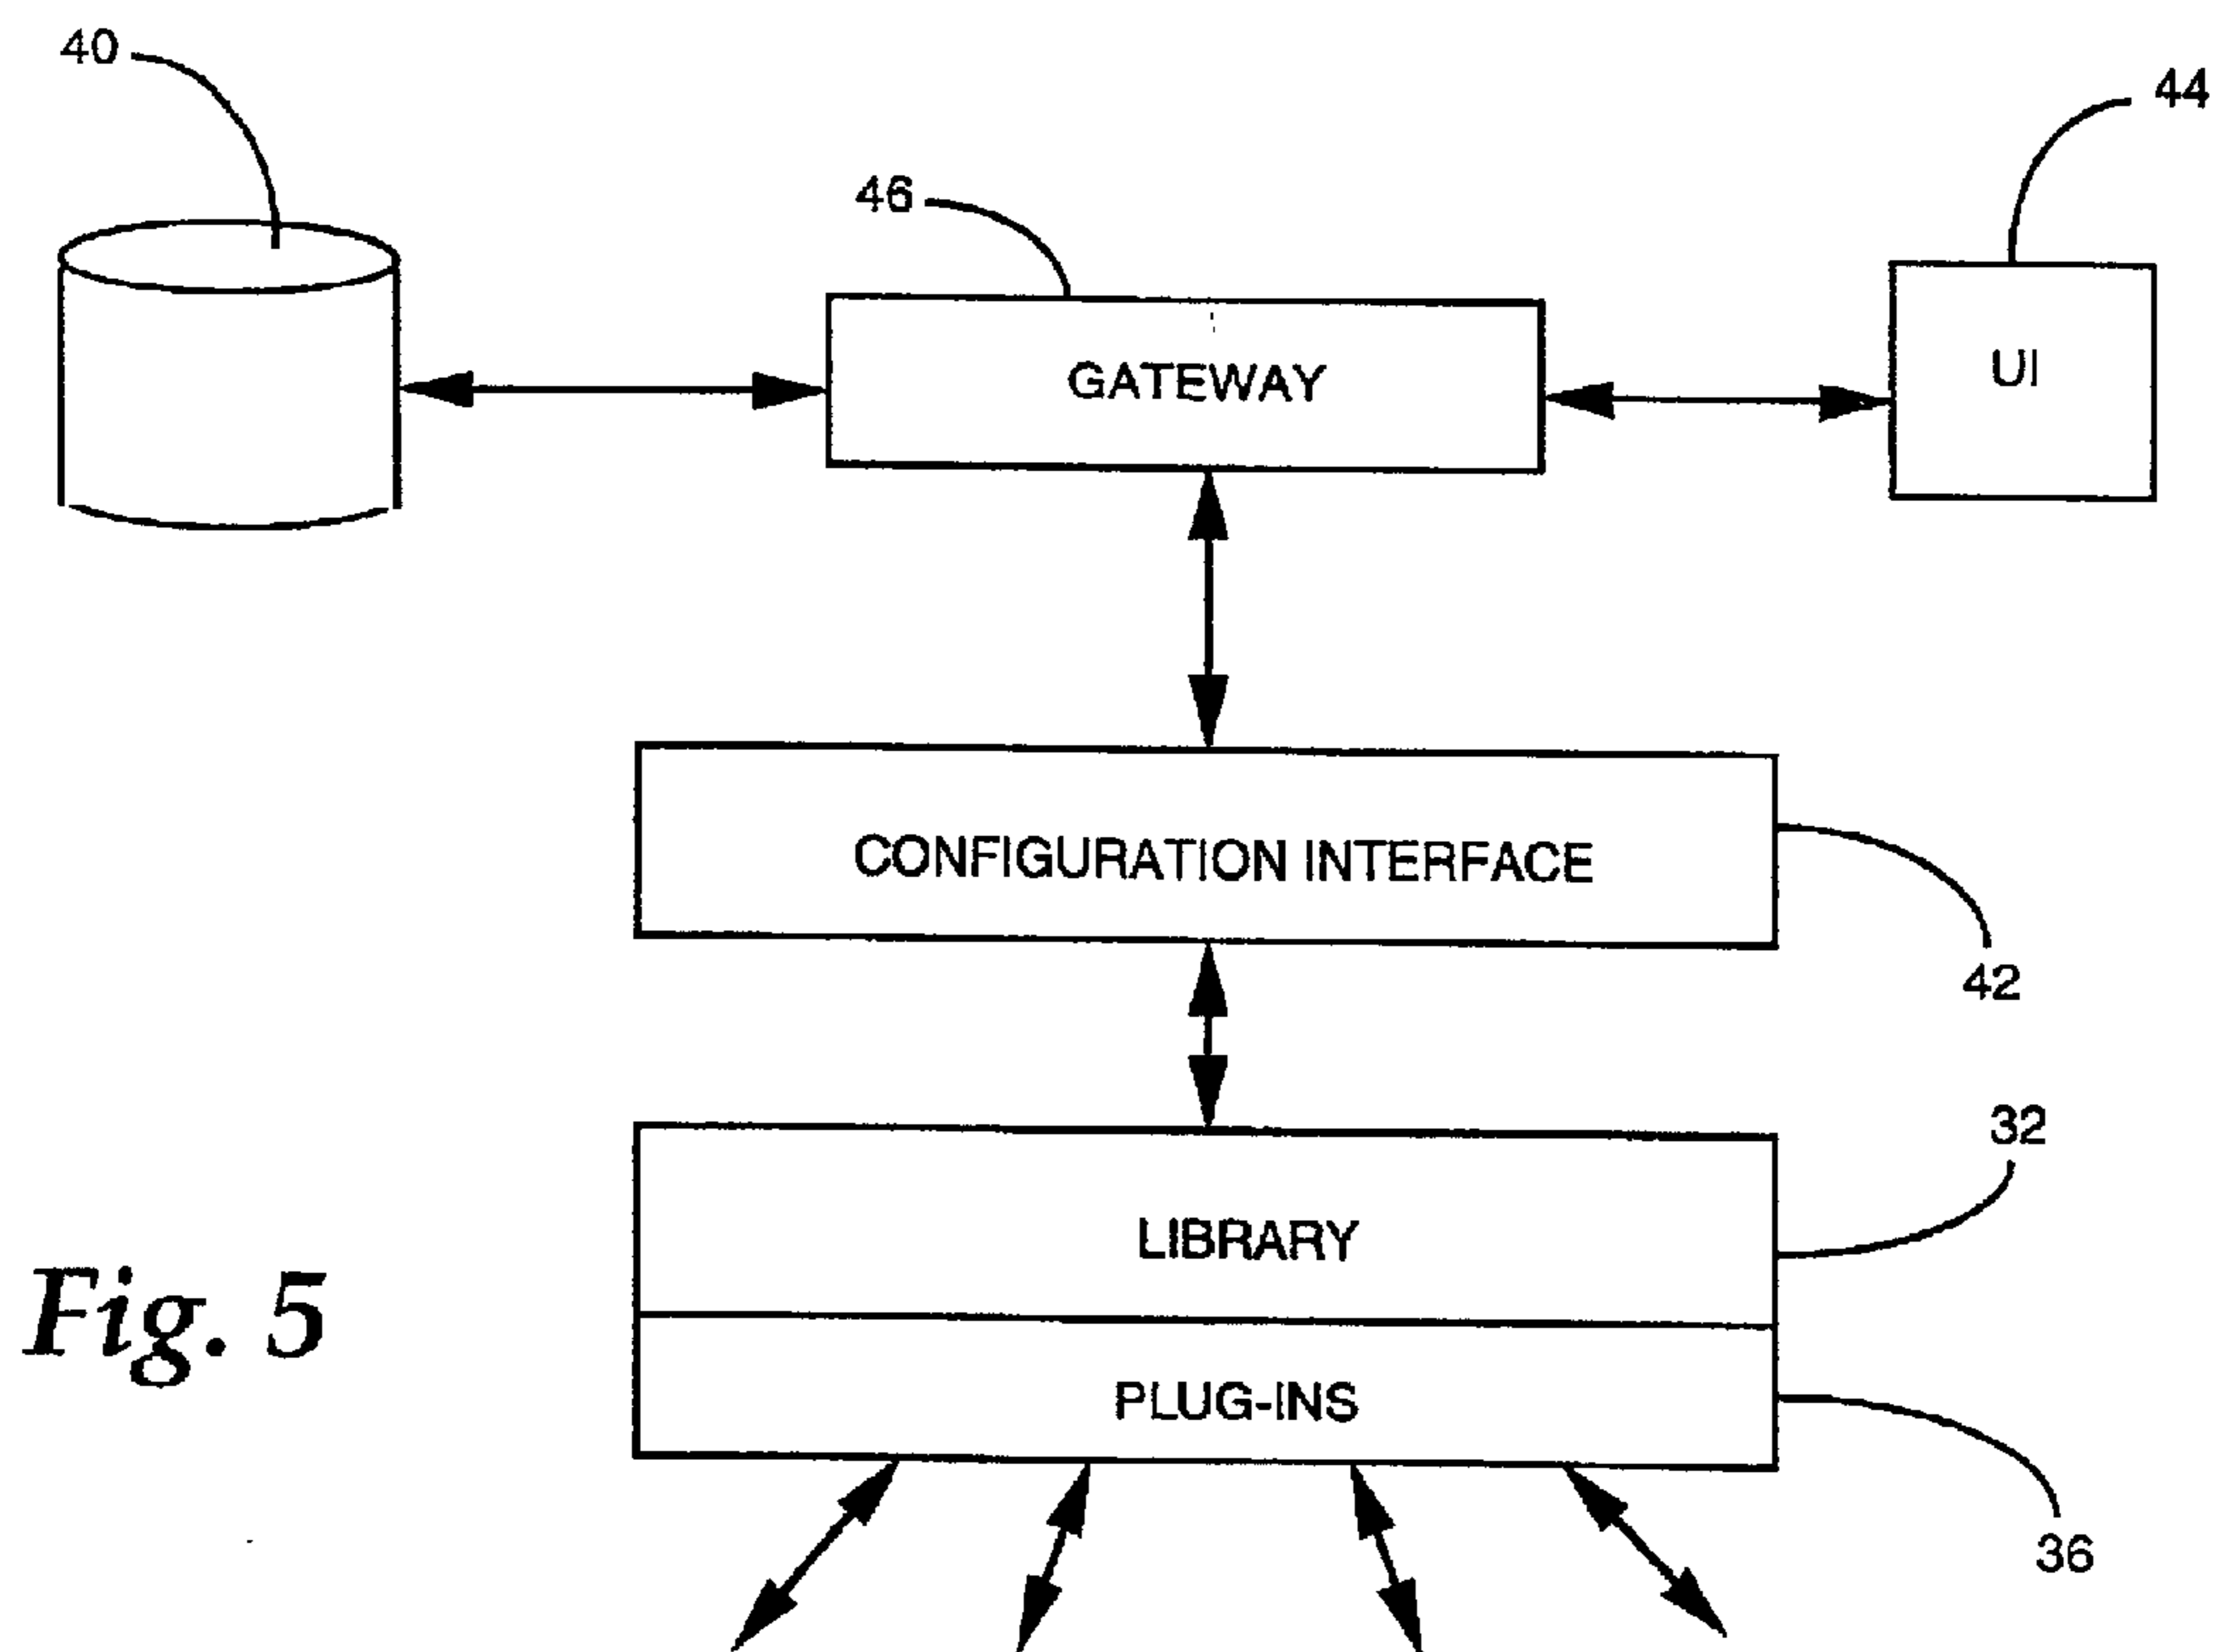 40
44
46
GATEWAY
UI
CONFIGURATION INTERFACE
42
32
LIBRARY
Fig. 5
PLUG-INS
36